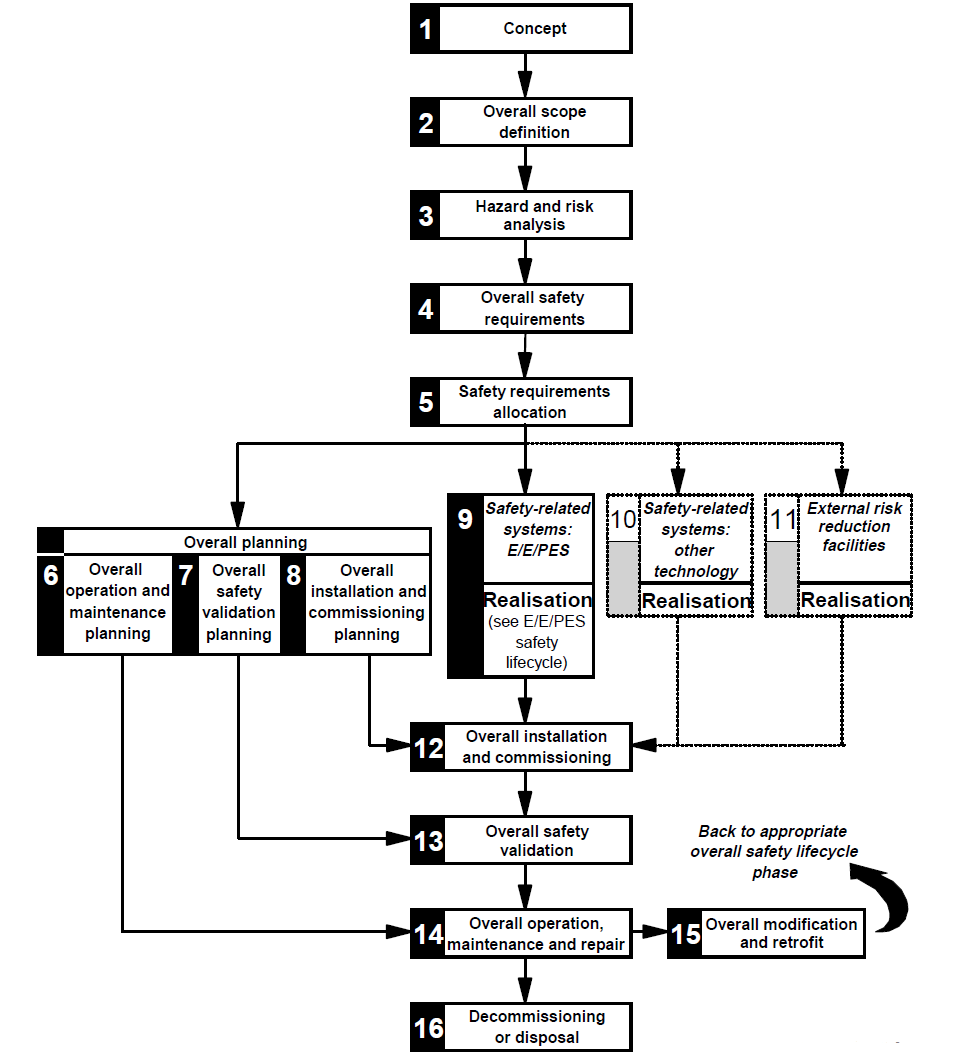 1
Concept
2
Overall scope
definition
3
Hazard and risk
analysis
4
Overall safety
requirements
5
Safety requirements
allocation
Overall planning
6
Overall
operation and
maintenance
planning
7
Overall
safety
validation
planning
8
Overall
installation and
commissioning
planning
9
Safety-related
systems:
E/E/PES
Realisation
(see E/E/PES
safety
lifecycle)
10
Safety-related
systems:
other
technology
Realisation
11
External risk
reduction
facilities
Realisation
12
Overall installation
and commissioning
13
Overall safety
validation
Back to appropriate
overall safety lifecycle
phase
14
Overall operation,
maintenance and repair
15
Overall modification
and retrofit
16
Decommissioning
or disposal